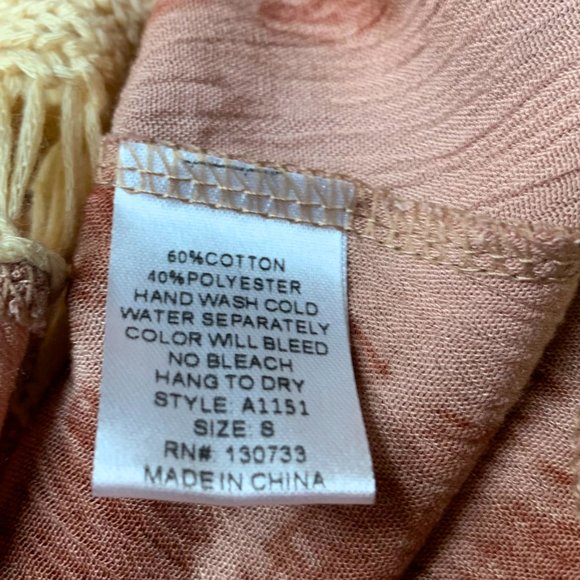 60%COTTON
40%POLYESTER
HAND WASH COLD
WATER SEPARATELY
COLOR WILL BLEED
NO BLEACH
HANG TO DRY
STYLE: A1151
SIZE: S
RN#: 130733
MADE IN CHINA